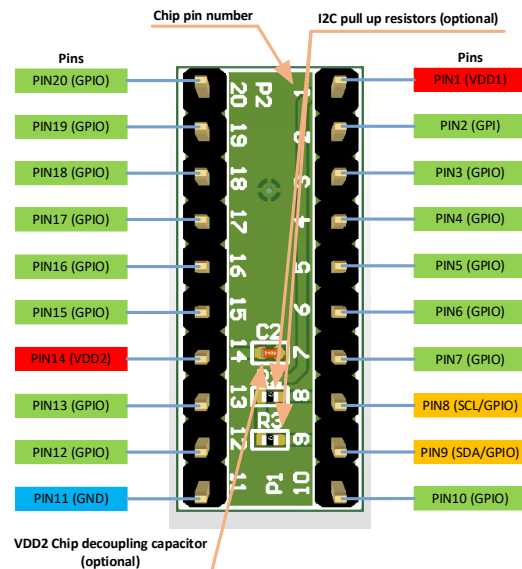 Chip pin number
I2C pull up resistors (optional)
Pins
Pins
PIN20 (GPIO)
PIN19 (GPIO)
PIN18 (GPIO)
PIN17 (GPIO)
PIN16 (GPIO)
PIN15 (GPIO)
PIN14 (VDD2)
PIN13 (GPIO)
PIN12 (GPIO)
PIN11 (GND)
20
19
18
17
16
15
14
13
12
11
P2
C2
R3
P1
1
2
3
4
5
6
7
8
9
10
PIN1 (VDD1)
PIN2 (GPI)
PIN3 (GPIO)
PIN4 (GPIO)
PIN5 (GPIO)
PIN6 (GPIO)
PIN7 (GPIO)
PIN8 (SCL/GPIO)
PIN9 (SDA/GPIO)
PIN10 (GPIO)
VDD2 Chip decoupling capacitor
(optional)